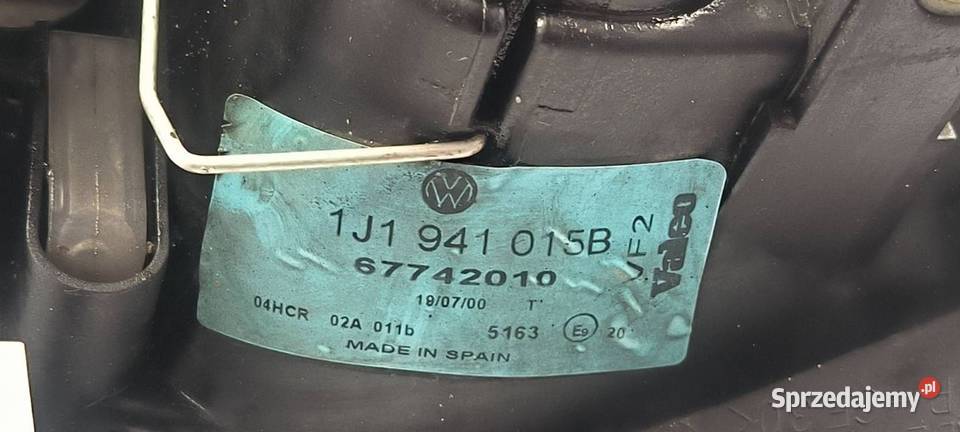 1J1 941 015B
67742010
19/07/00 T
04HCR 02A 011b 5163 E9 20
MADE IN SPAIN
VF2
Sprzedajemy.pl